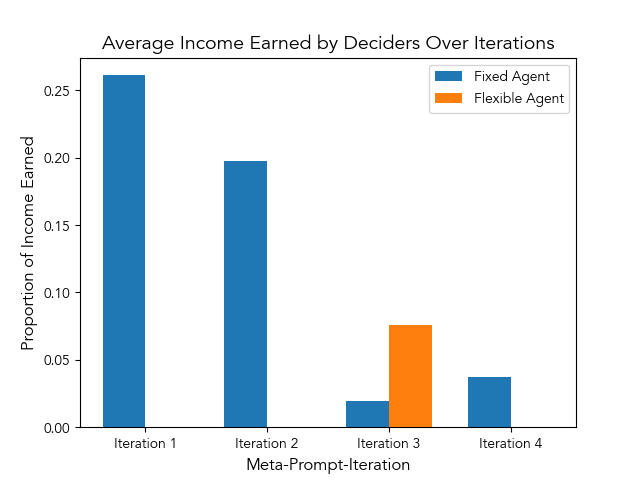 Average Income Earned by Deciders Over Iterations
Fixed Agent
Flexible Agent
Proportion of Income Earned
0.25
0.20
0.15
0.10
0.05
0.00
Iteration 1
Iteration 2
Iteration 3
Iteration 4
Meta-Prompt-Iteration